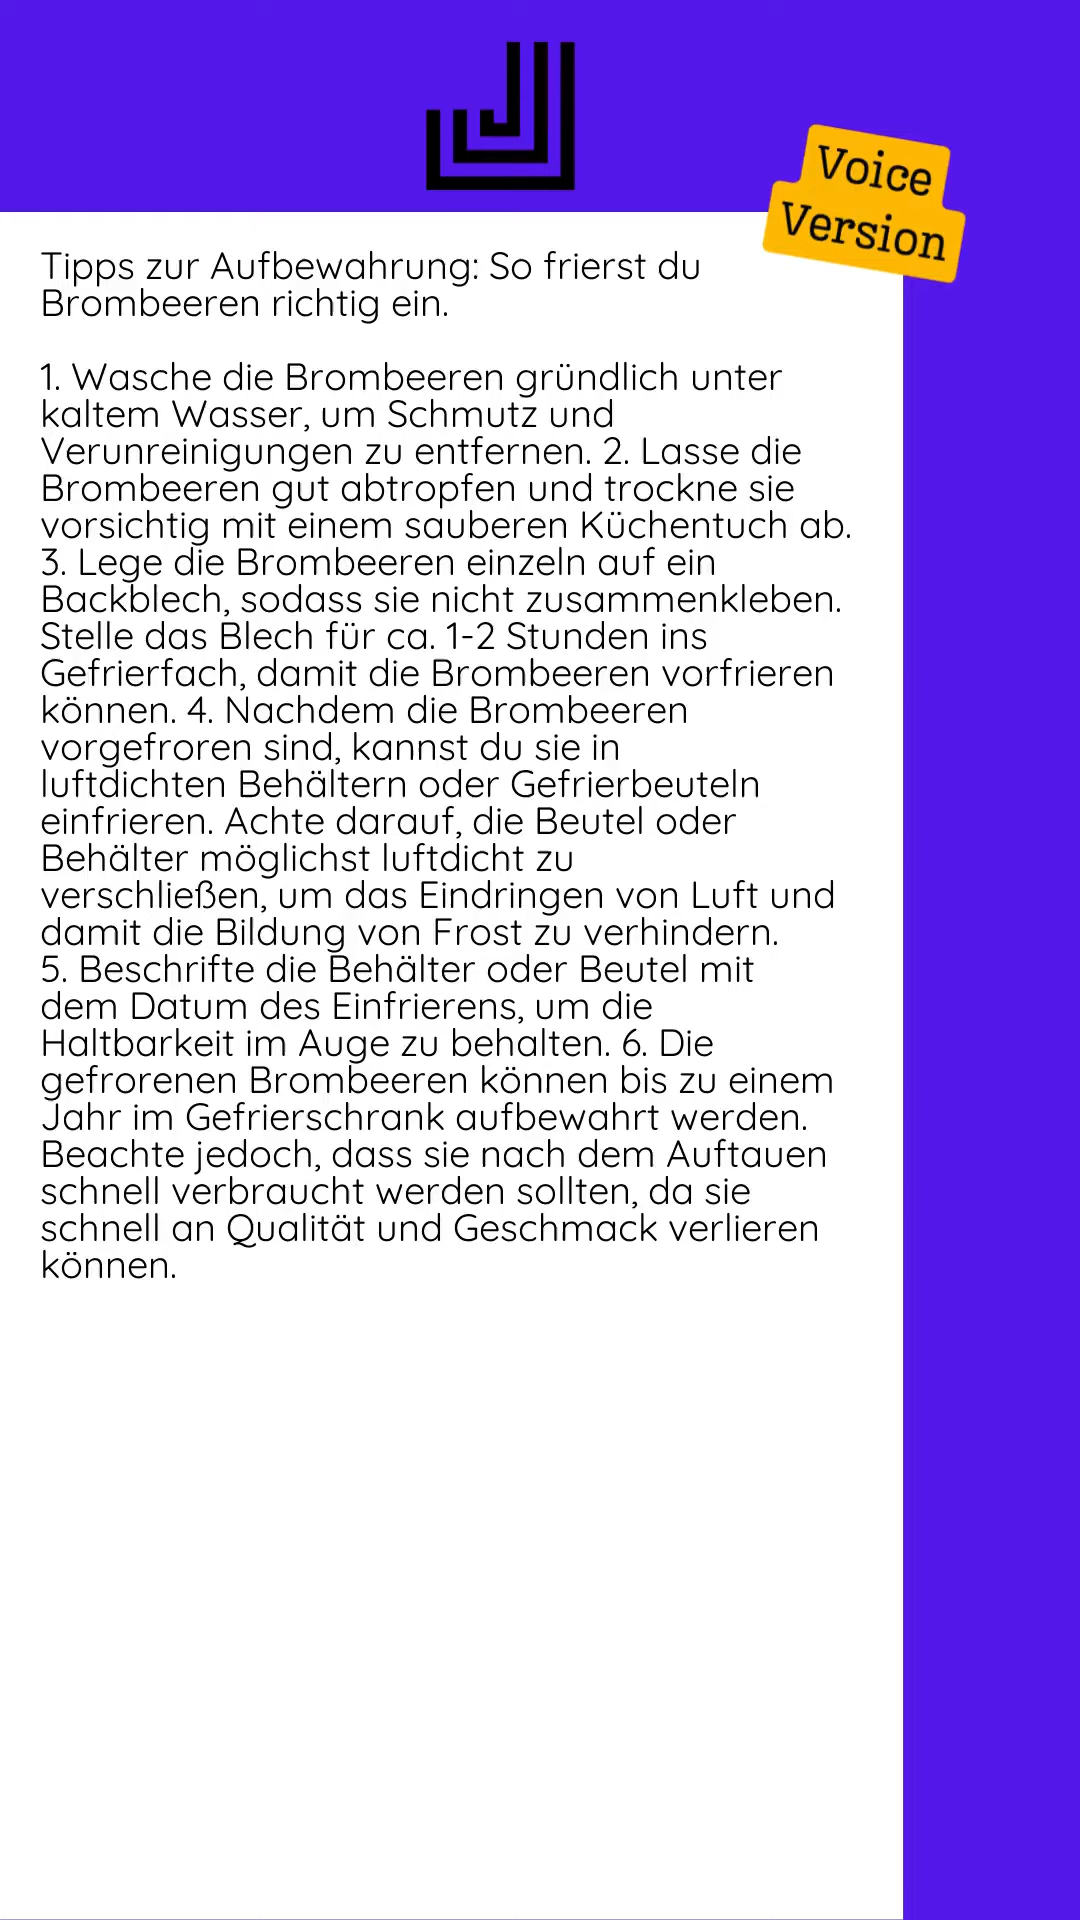 Voice
Version
Tipps zur Aufbewahrung: So frierst du
Brombeeren richtig ein.
1. Wasche die Brombeeren gründlich unter
kaltem Wasser, um Schmutz und
Verunreinigungen zu entfernen. 2. Lasse die
Brombeeren gut abtropfen und trockne sie
vorsichtig mit einem sauberen Küchentuch ab.
3. Lege die Brombeeren einzeln auf ein
Backblech, sodass sie nicht zusammenkleben.
Stelle das Blech für ca. 1-2 Stunden ins
Gefrierfach, damit die Brombeeren vorfrieren
können. 4. Nachdem die Brombeeren
vorgefroren sind, kannst du sie in
luftdichten Behältern oder Gefrierbeuteln
einfrieren. Achte darauf, die Beutel oder
Behälter möglichst luftdicht zu
verschließen, um das Eindringen von Luft und
damit die Bildung von Frost zu verhindern.
5. Beschrifte die Behälter oder Beutel mit
dem Datum des Einfrierens, um die
Haltbarkeit im Auge zu behalten. 6. Die
gefrorenen Brombeeren können bis zu einem
Jahr im Gefrierschrank aufbewahrt werden.
Beachte jedoch, dass sie nach dem Auftauen
schnell verbraucht werden sollten, da sie
schnell an Qualität und Geschmack verlieren
können.